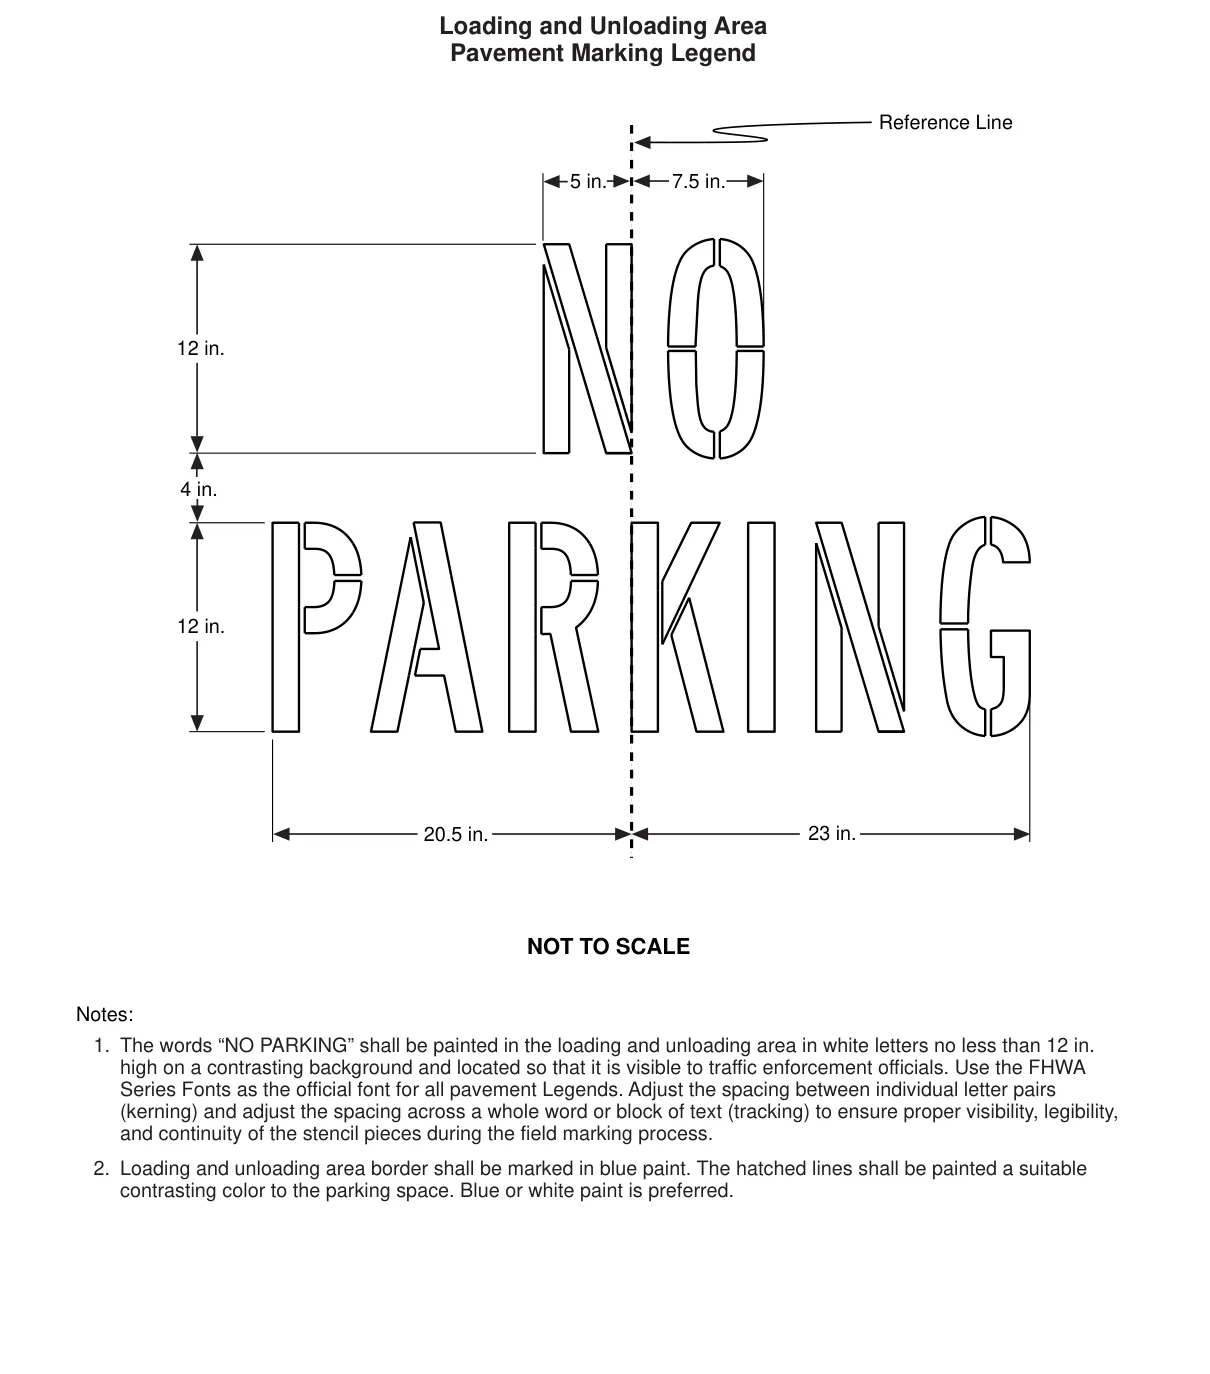 Loading and Unloading Area
Pavement Marking Legend
Reference Line
5 in.
7.5 in.
NO
12 in.
4 in.
PARKING
12 in.
20.5 in.
23 in.
NOT TO SCALE
Notes:
1. The words “NO PARKING” shall be painted in the loading and unloading area in white letters no less than 12 in.
high on a contrasting background and located so that it is visible to traffic enforcement officials. Use the FHWA
Series Fonts as the official font for all pavement Legends. Adjust the spacing between individual letter pairs
(kerning) and adjust the spacing across a whole word or block of text (tracking) to ensure proper visibility, legibility,
and continuity of the stencil pieces during the field marking process.
2. Loading and unloading area border shall be marked in blue paint. The hatched lines shall be painted a suitable
contrasting color to the parking space. Blue or white paint is preferred.